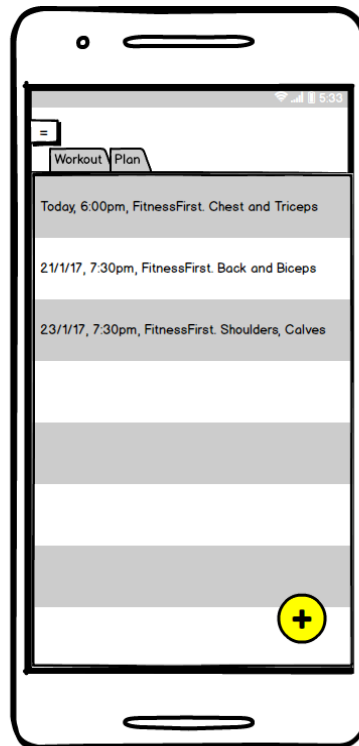 5:33
=
Workout Plan
Today, 6:00pm, FitnessFirst. Chest and Triceps
21/1/17, 7:30pm, FitnessFirst. Back and Biceps
23/1/17, 7:30pm, FitnessFirst. Shoulders, Calves
+